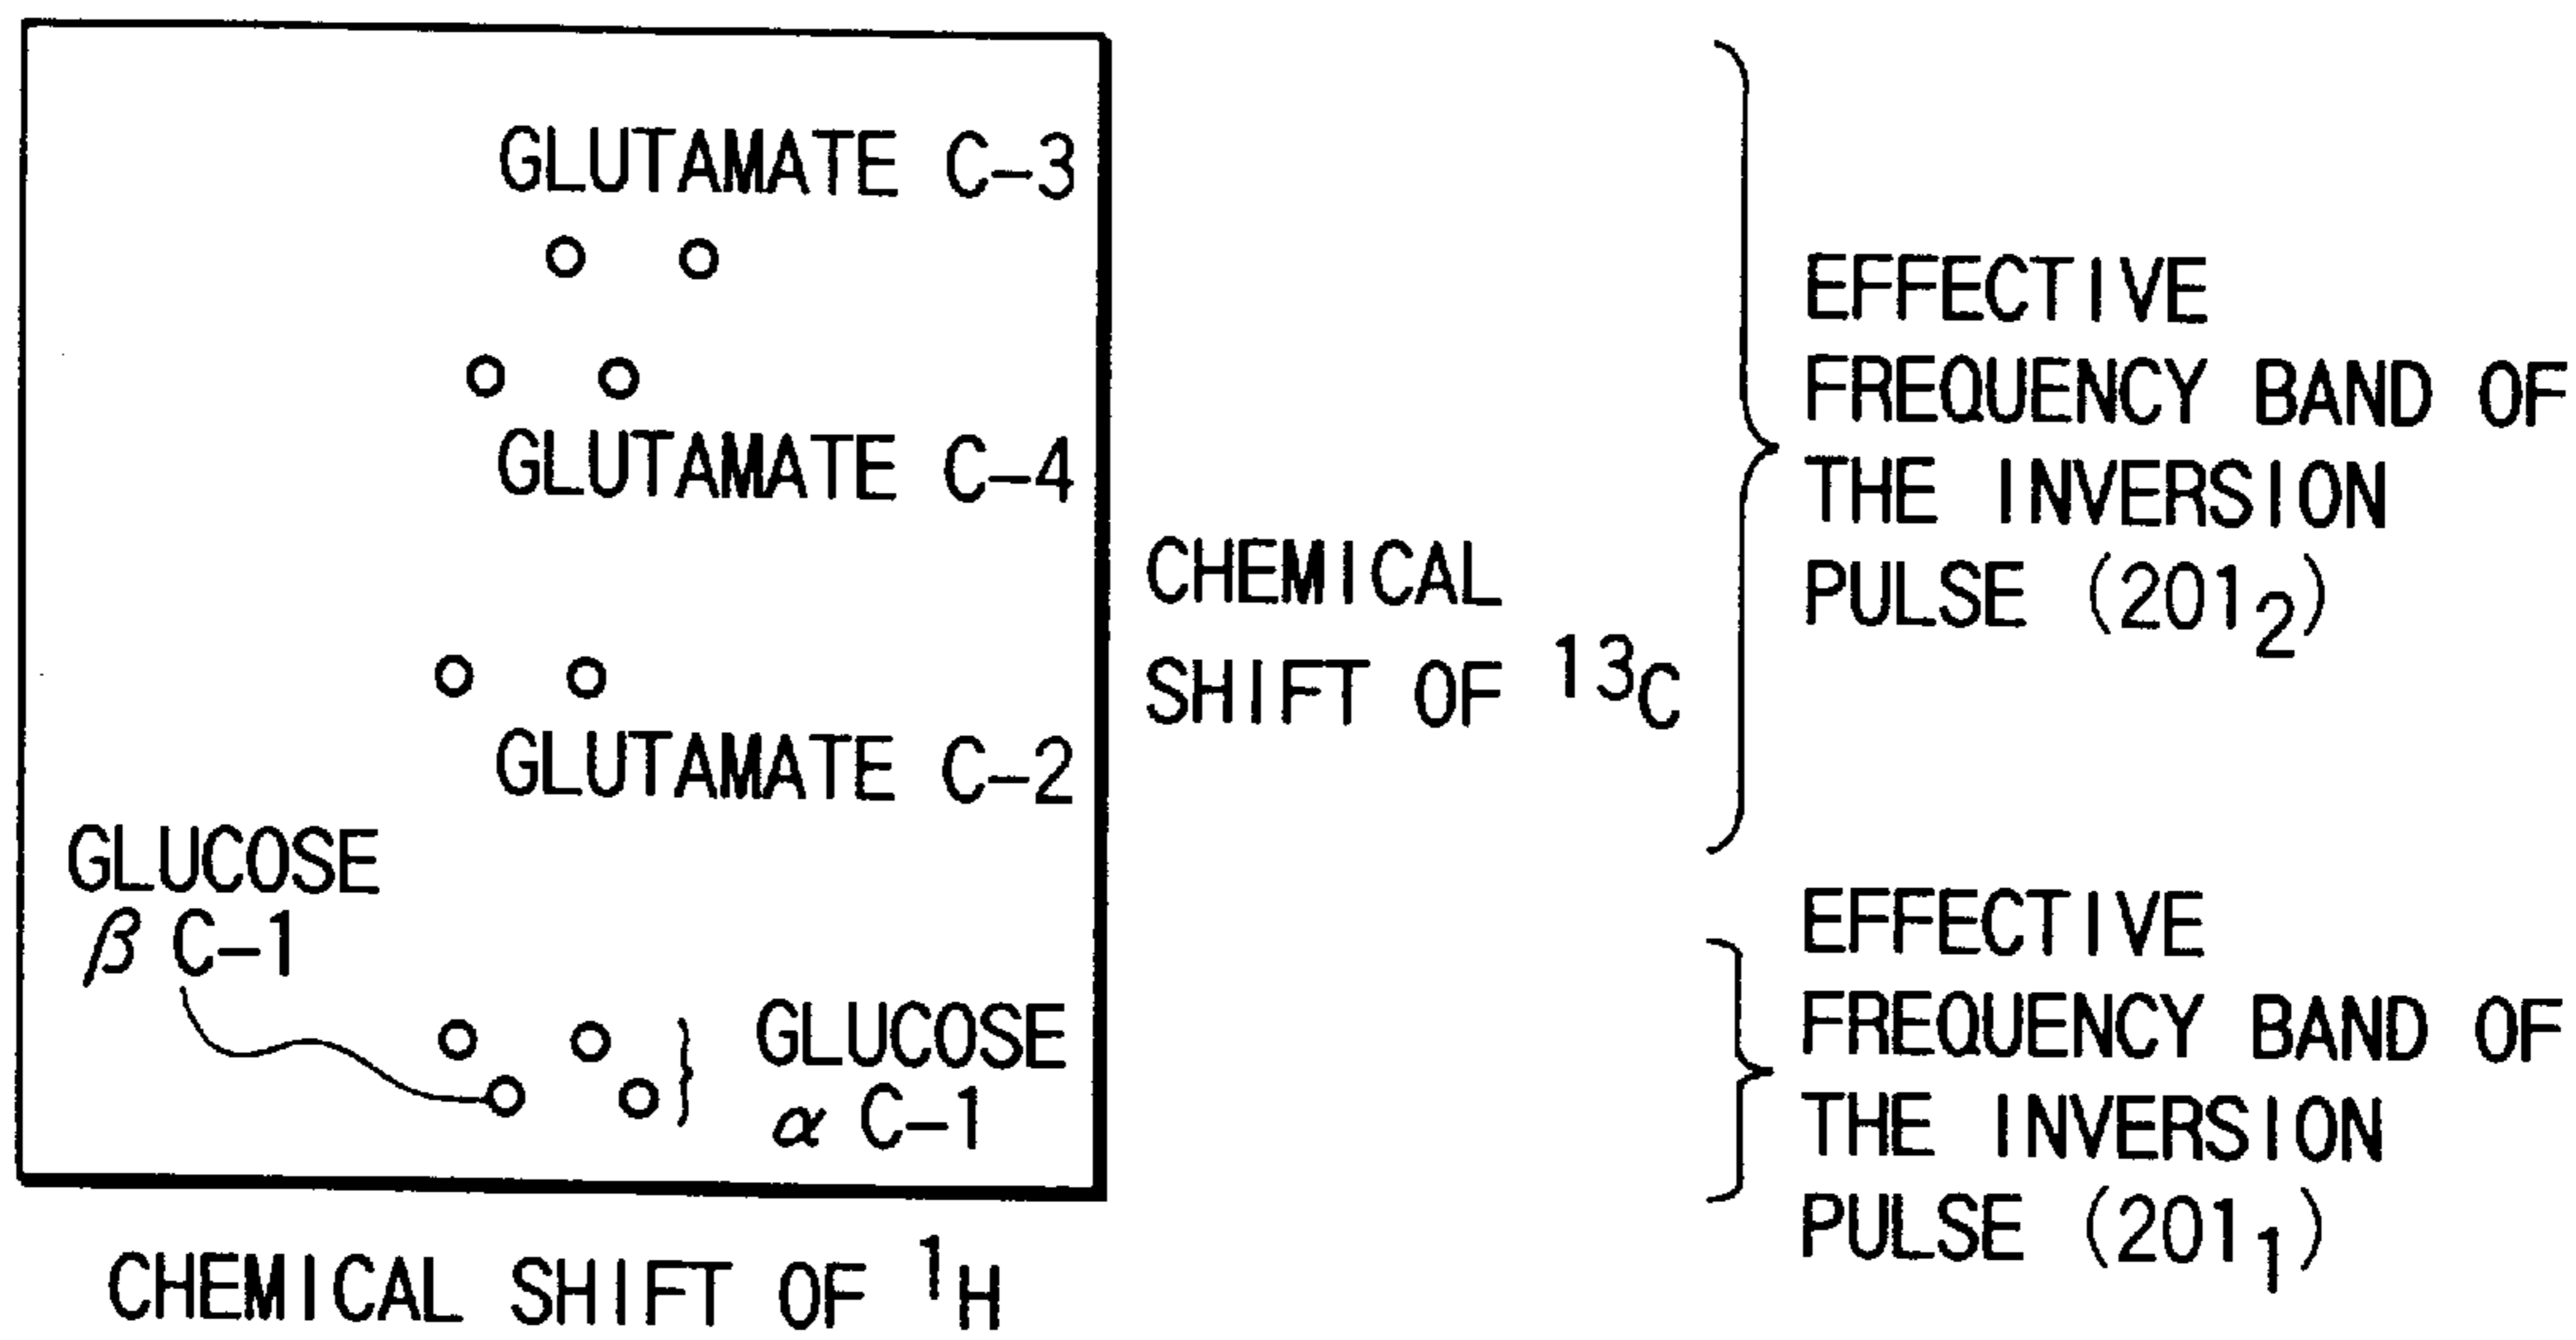 GLUTAMATE C-3
GLUTAMATE C-4
GLUTAMATE C-2
GLUCOSE
β C-1
GLUCOSE
α C-1
CHEMICAL SHIFT OF ¹H
CHEMICAL
SHIFT OF ¹³C
EFFECTIVE
FREQUENCY BAND OF
THE INVERSION
PULSE (201₂)
EFFECTIVE
FREQUENCY BAND OF
THE INVERSION
PULSE (201₁)